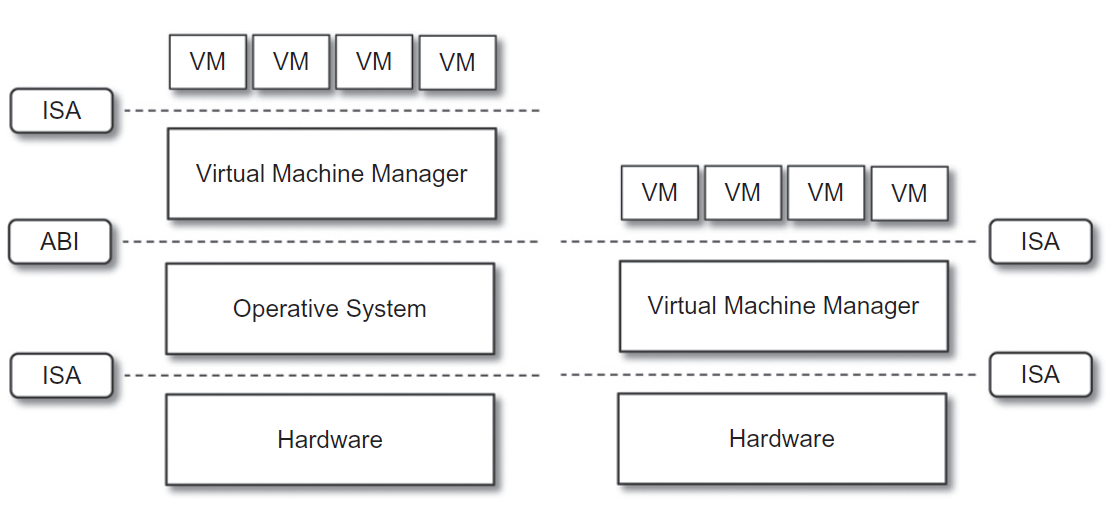 VM VM VM VM
ISA
Virtual Machine Manager
ABI
Operative System
ISA
Hardware
VM VM VM VM
ISA
Virtual Machine Manager
ISA
Hardware